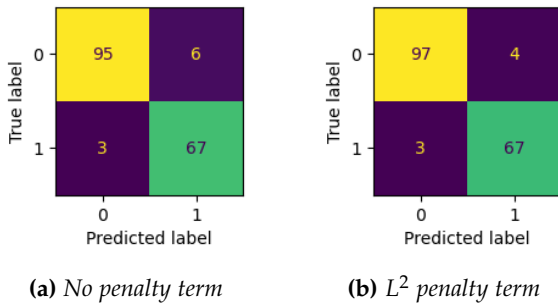 0
95
6
True label
1
3
67
0
1
Predicted label
(a) No penalty term
0
97
4
True label
1
3
67
0
1
Predicted label
(b) L² penalty term